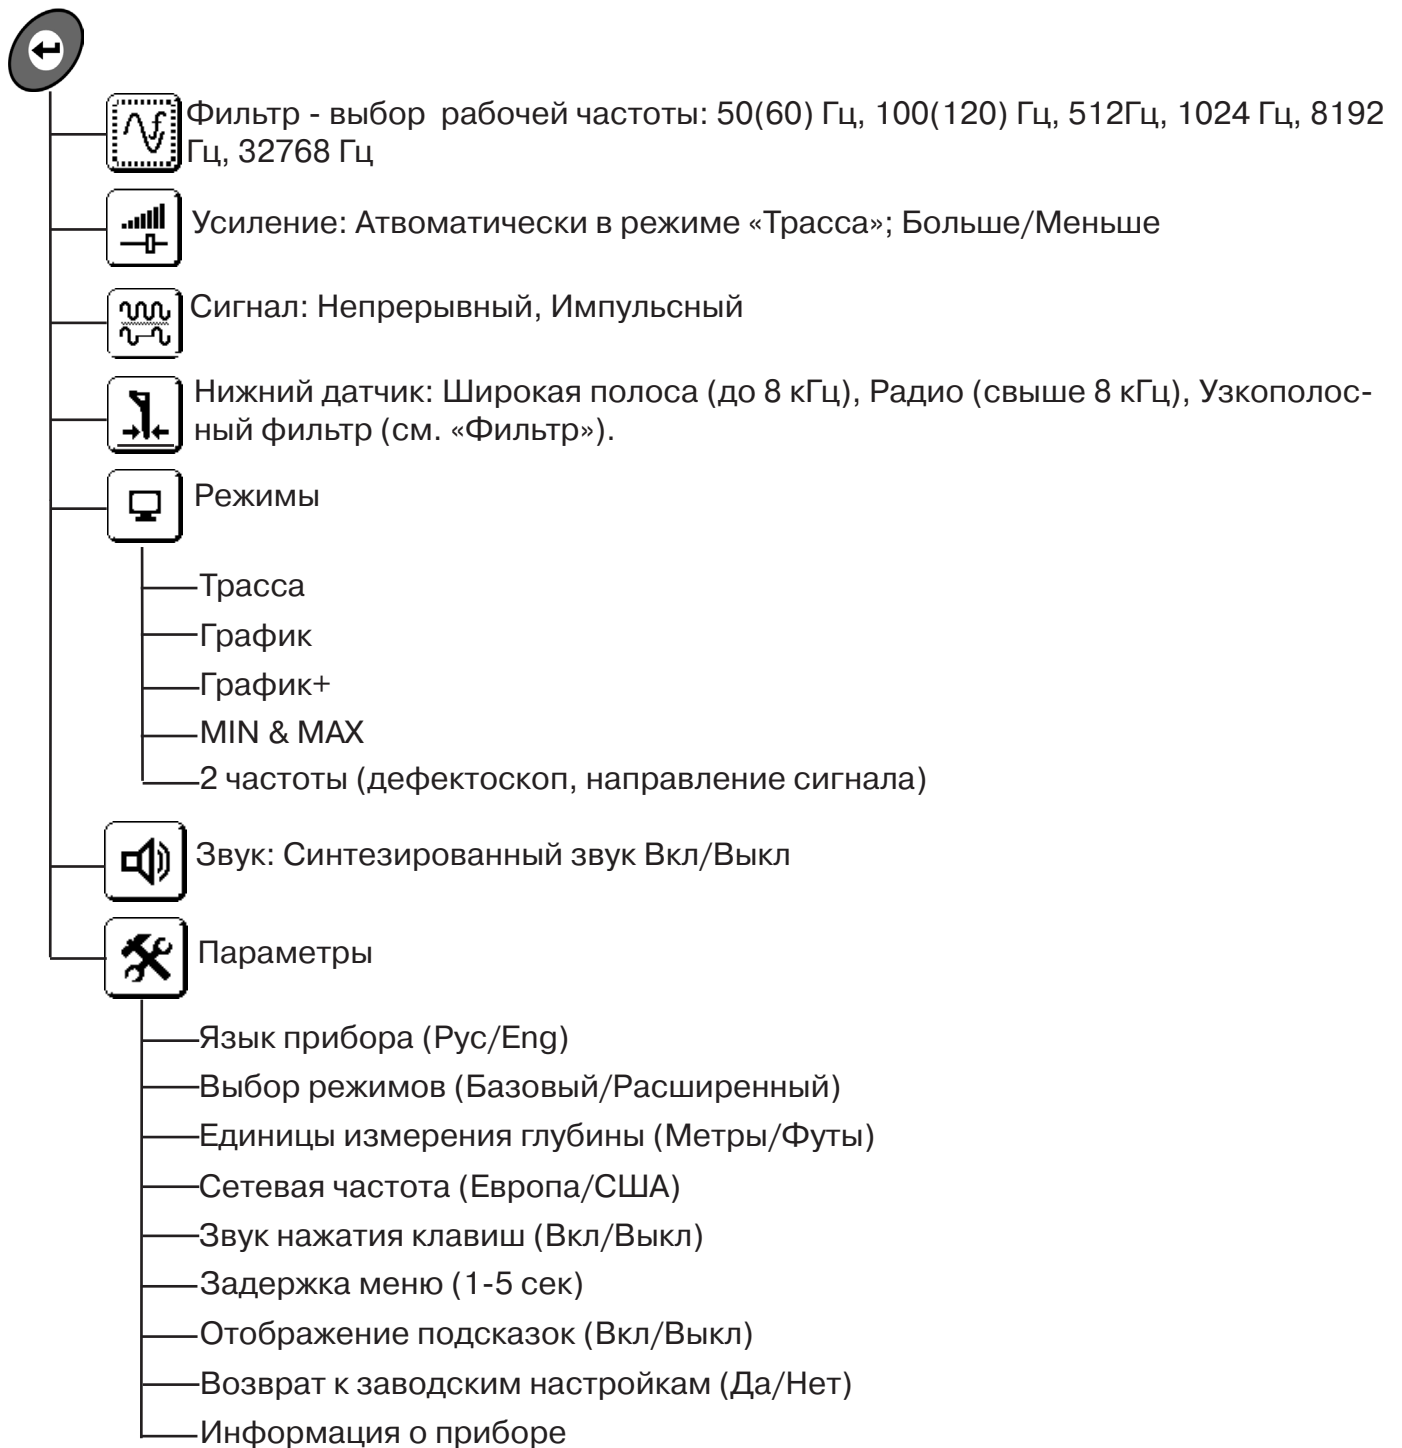 Фильтр - выбор рабочей частоты: 50(60) Гц, 100(120) Гц, 512Гц, 1024 Гц, 8192
Гц, 32768 Гц
Усиление: Атвоматически в режиме «Трасса»; Больше/Меньше
Сигнал: Непрерывный, Импульсный
Нижний датчик: Широкая полоса (до 8 кГц), Радио (свыше 8 кГц), Узкополос-
ный фильтр (см. «Фильтр»).
Режимы
Трасса
График
График+
MIN & MAX
2 частоты (дефектоскоп, направление сигнала)
Звук: Синтезированный звук Вкл/Выкл
Параметры
Язык прибора (Рус/Eng)
Выбор режимов (Базовый/Расширенный)
Единицы измерения глубины (Метры/Футы)
Сетевая частота (Европа/США)
Звук нажатия клавиш (Вкл/Выкл)
Задержка меню (1-5 сек)
Отображение подсказок (Вкл/Выкл)
Возврат к заводским настройкам (Да/Нет)
Информация о приборе